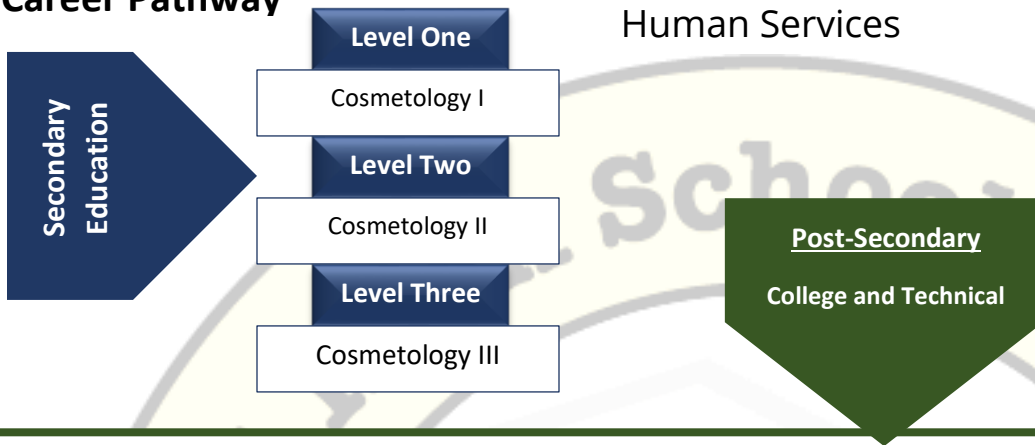 Career Pathway
Human Services
Level One
Cosmetology I
Secondary
Education
Level Two
Cosmetology II
Level Three
Cosmetology III
Post-Secondary
College and Technical
School